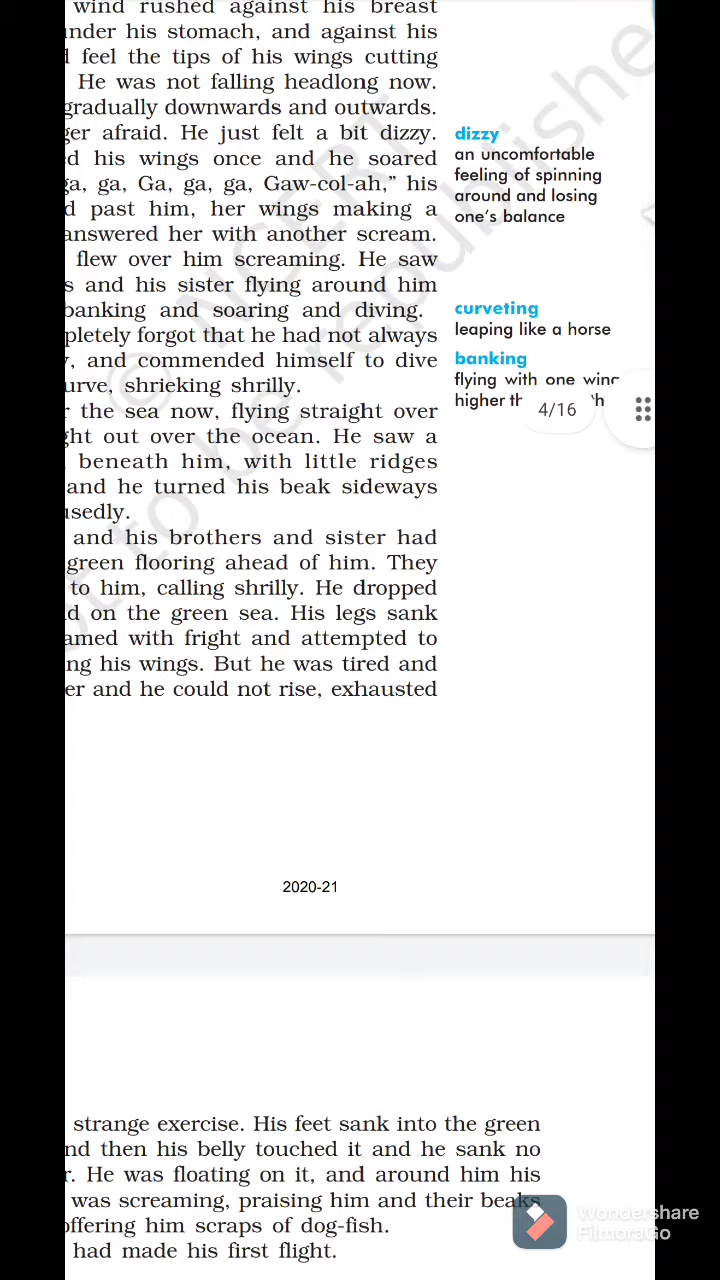 wind rushed against his breast
under his stomach, and against his
feel the tips of his wings cutting
He was not falling headlong now.
gradually downwards and outwards.
ger afraid. He just felt a bit dizzy.
ed his wings once and he soared
ga, ga, Ga, ga, ga, Gaw-col-ah,” his
d past him, her wings making a
answered her with another scream.
flew over him screaming. He saw
s and his sister flying around him
banking and soaring and diving.
pletely forgot that he had not always
, and commended himself to dive
urve, shrieking shrilly.
r the sea now, flying straight over
ght out over the ocean. He saw a
beneath him, with little ridges
and he turned his beak sideways
usedly.
and his brothers and sister had
green flooring ahead of him. They
to him, calling shrilly. He dropped
d on the green sea. His legs sank
amed with fright and attempted to
ng his wings. But he was tired and
er and he could not rise, exhausted
dizzy
an uncomfortable
feeling of spinning
around and losing
one’s balance
curveting
leaping like a horse
banking
flying with one wing
higher
4/16
© NCERT
not to be republished
2020-21
strange exercise. His feet sank into the green
nd then his belly touched it and he sank no
r. He was floating on it, and around him his
was screaming, praising him and their beaks
offering him scraps of dog-fish.
had made his first flight.
Wondershare
FilmoraGo